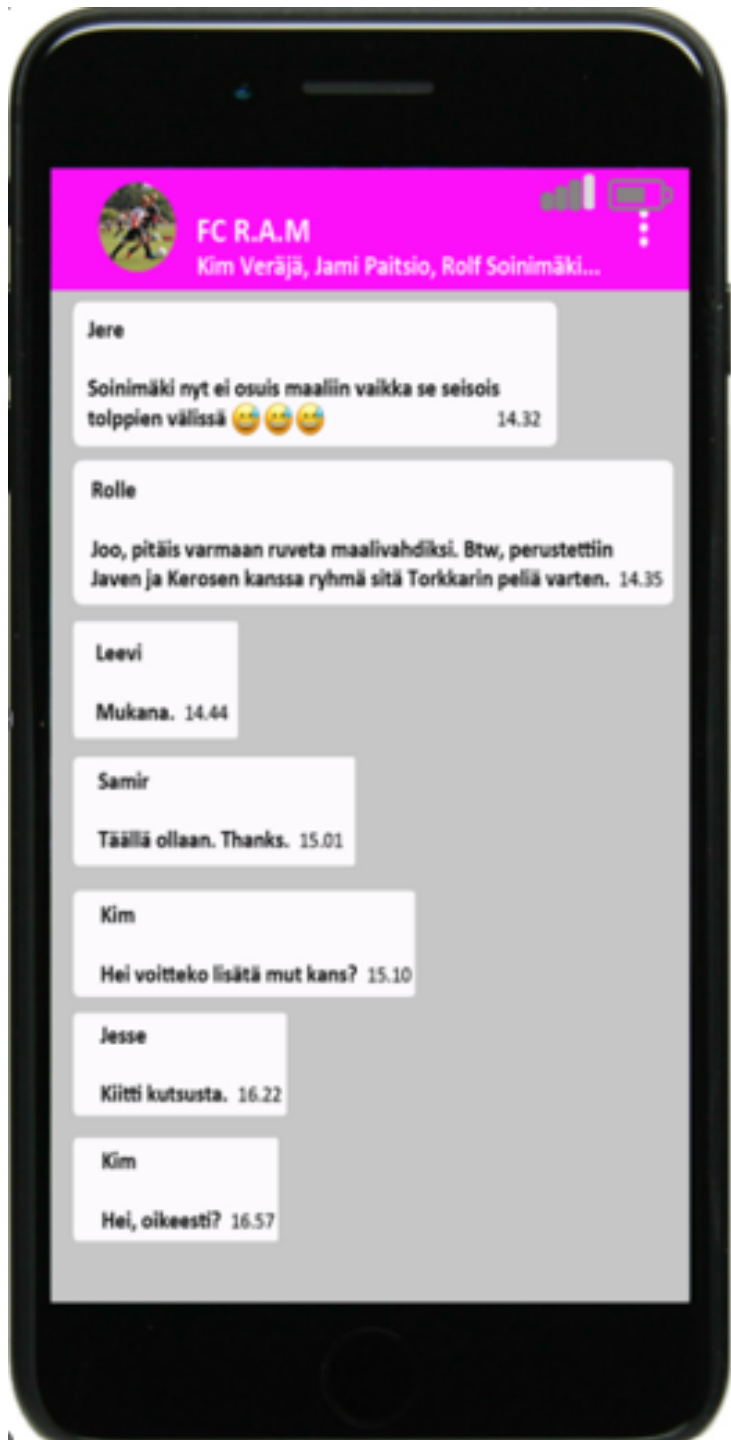 FC R.A.M
Kim Veräjä, Jami Paitsio, Rolf Soinimäki...
Jere
Soinimäki nyt ei osuis maaliin vaikka se seisois
tolppien välissä 😅😅😅 14.32
Rolle
Joo, pitäis varmaan ruveta maalivahdiksi. Btw, perustettiin
Javen ja Kerosen kanssa ryhmä sitä Torkkarin peliä varten. 14.35
Leevi
Mukana. 14.44
Samir
Täällä ollaan. Thanks. 15.01
Kim
Hei voitteko lisätä mut kans? 15.10
Jesse
Kiitti kutsusta. 16.22
Kim
Hei, oikeesti? 16.57